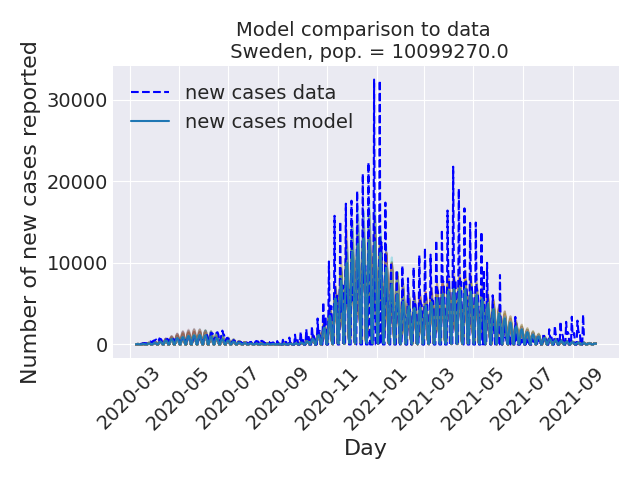 Model comparison to data
Sweden, pop. = 10099270.0
Number of new cases reported
30000
20000
10000
0
new cases data
new cases model
2020-03
2020-05
2020-07
2020-09
2020-11
2021-01
2021-03
2021-05
2021-07
2021-09
Day